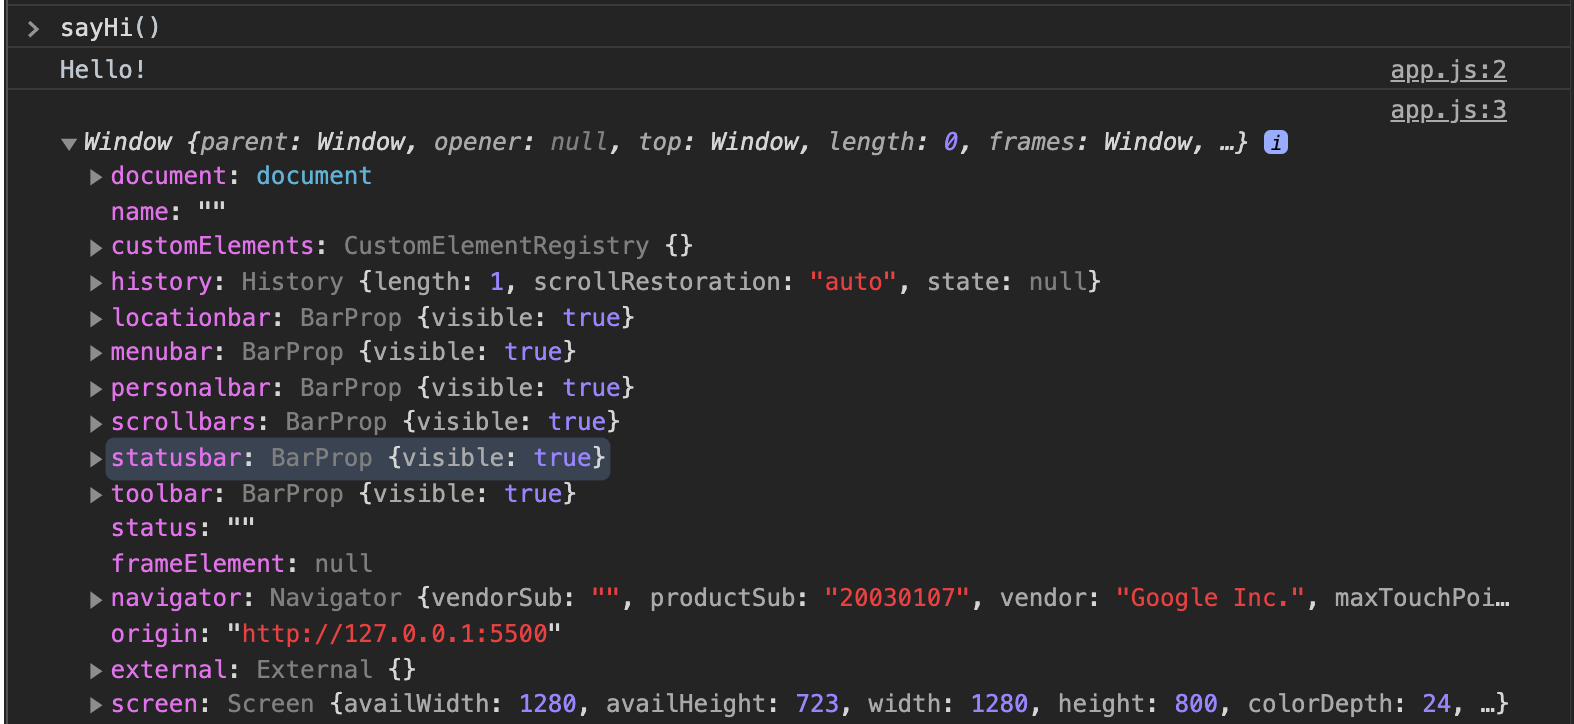 > sayHi()
Hello! app.js:2
app.js:3
▼Window {parent: Window, opener: null, top: Window, length: 0, frames: Window, …} i
▶document: document
name: ""
▶customElements: CustomElementRegistry {}
▶history: History {length: 1, scrollRestoration: "auto", state: null}
▶locationbar: BarProp {visible: true}
▶menubar: BarProp {visible: true}
▶personalbar: BarProp {visible: true}
▶scrollbars: BarProp {visible: true}
▶statusbar: BarProp {visible: true}
▶toolbar: BarProp {visible: true}
status: ""
frameElement: null
▶navigator: Navigator {vendorSub: "", productSub: "20030107", vendor: "Google Inc.", maxTouchPoi…
origin: "http://127.0.0.1:5500"
▶external: External {}
▶screen: Screen {availWidth: 1280, availHeight: 723, width: 1280, height: 800, colorDepth: 24, …}